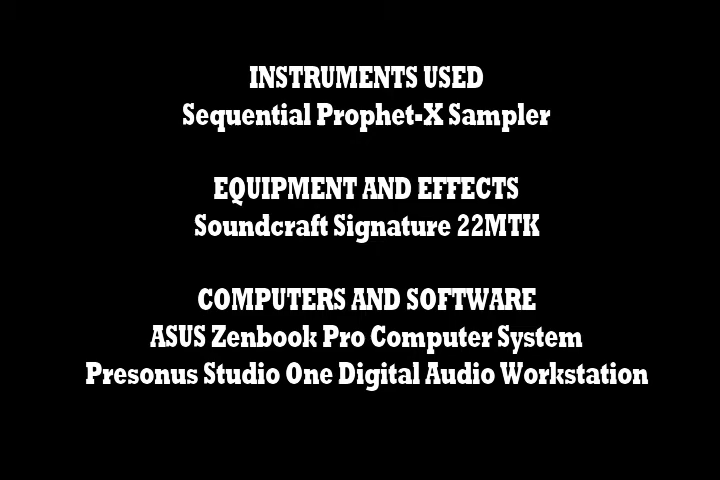 INSTRUMENTS USED
Sequential Prophet-X Sampler
EQUIPMENT AND EFFECTS
Soundcraft Signature 22MTK
COMPUTERS AND SOFTWARE
ASUS Zenbook Pro Computer System
Presonus Studio One Digital Audio Workstation